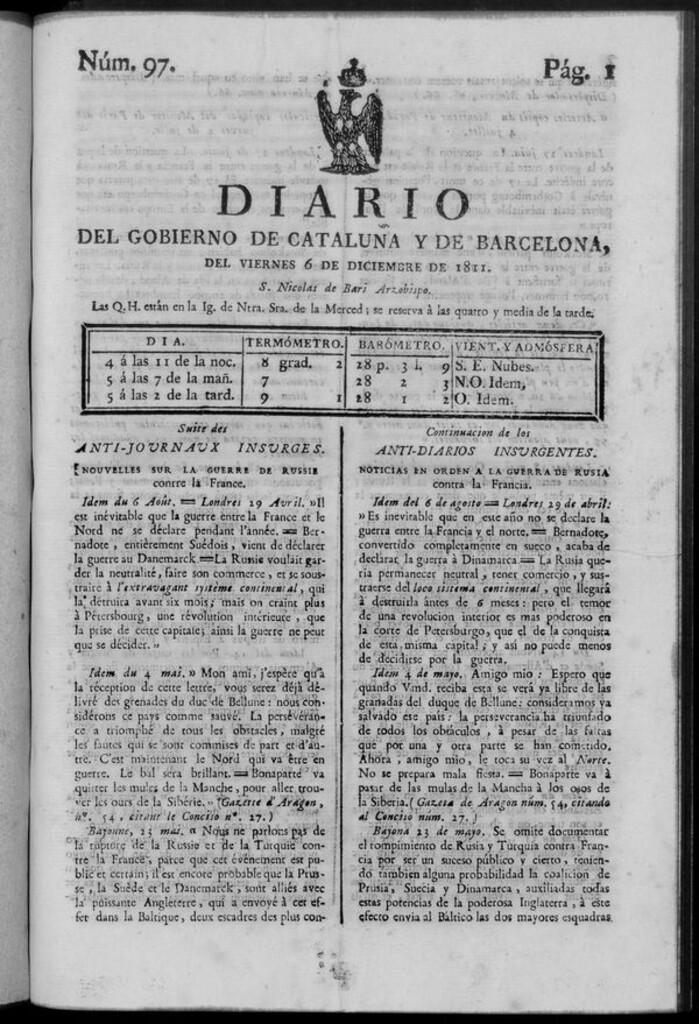 Núm. 97.
Pág. 1
DIARIO
DEL GOBIERNO DE CATALUÑA Y DE BARCELONA,
DEL VIERNES 6 DE DICIEMBRE DE 1811.
S. Nicolas de Bari Arzobispo.
Las Q. H. están en la Ig. de Ntra. Sra. de la Merced; se reserva á las quatro y media de la tarde.
DIA. TERMÓMETRO. BARÓMETRO. VIENT. Y ADMÓSFERA
4 á las 11 de la noc. 8 grad. 2 28 p. 3 l. 9 S. E. Nubes.
5 á las 7 de la mañ. 7 28 2 3 N.O. Idem,
5 á las 2 de la tard. 9 1 28 1 2 O. Idem.
Suite des
ANTI-JOVRNAVX INSVRGES.
NOUVELLES SUR LA GUERRE DE RUSSIE
contre la France.
Idem du 6 Août. = Londres 29 Avril. »Il
est inévitable que la guerre entre la France et le
Nord ne se déclare pendant l'année. = Ber-
nadote, entiérement Suédois, vient de déclarer
la guerre au Danemarck = La Russie voulait gar-
der la neutralité, faire son commerce, et se sous-
traire à l'extravagant systéme continental, qui
la détruira avant six mois; mais on craint plus
à Pétersbourg, une révolution intérieure, que
la prise de cette capitale; ainsi la guerre ne peut
que se décider. »
Idem du 4 mai. » Mon ami, j'espére qu'à
la réception de cette lettre, vous serez déjà dé-
livré des grenades du duc de Bellune: nous con-
sidérons ce pays comme sauvé. La persévéran-
ce a triomphé de tous les obstacles, malgré
les fautes qui se sont commises de part et d'au-
tre. C'est maintenant le Nord qui va être en
guerre. Le bal sera brillant. = Bonaparte va
quitter les mules de la Manche, pour aller trou-
ver les ours de la Sibérie. » (Gazette d'Aragon,
n°. 54, citant le Conciso n°. 27.)
Bayonne, 23 mai. « Nous ne parlons pas de
la rupture de la Russie et de la Turquie con-
tre la France, parce que cet événement est pu-
blic et certain; il est encore probable que la Prus-
se, la Suède et le Danemarck, sont alliés avec
la puissante Angleterre, qui a envoyé à cet ef-
fet dans la Baltique, deux escadres des plus con-
Continuacion de los
ANTI-DIARIOS INSVRGENTES.
NOTICIAS EN ORDEN A LA GUERRA DE RUSIA
contra la Francia.
Idem del 6 de agosto = Londres 29 de abril:
» Es inevitable que en este año no se declare la
guerra entre la Francia y el norte. = Bernadote,
convertido completamente en sueco, acaba de
declarar la guerra à Dinamarca = La Rusia que-
ria permanecer neutral, tener comercio, y sus-
traerse del loco sistema continental, que llegará
á destruirla ántes de 6 meses: pero el temor
de una revolucion interior es mas poderoso en
la corte de Petersburgo, que el de la conquista
de esta misma capital; y asi no puede menos
de decidirse por la guerra.
Idem 4 de mayo. Amigo mio: Espero que
quando Vmd. reciba esta se verá ya libre de las
granadas del duque de Bellune: consideramos ya
salvado ese pais: la perseverancia ha triunfado
de todos los obáculos, á pesar de las faltas
que por una y otra parte se han cometido.
Ahora, amigo mio, le toca su vez al Norte.
No se prepara mala fiesta. = Bonaparte va à
pasar de las mulas de la Mancha à los osos de
la Siberia. (Gazeta de Aragon núm. 54, citando
al Conciso núm. 27.)
Bayona 23 de mayo. Se omite documentar
el rompimiento de Rusia y Turquia contra Fran-
cia por ser un suceso público y cierto, teniendo
tambien alguna probabilidad la coalicion de
Prusia, Suecia y Dinamarca, auxiliadas todas
estas potencias de la poderosa Inglaterra, á este
efecto envia al Báltico las dos mayores esquadras